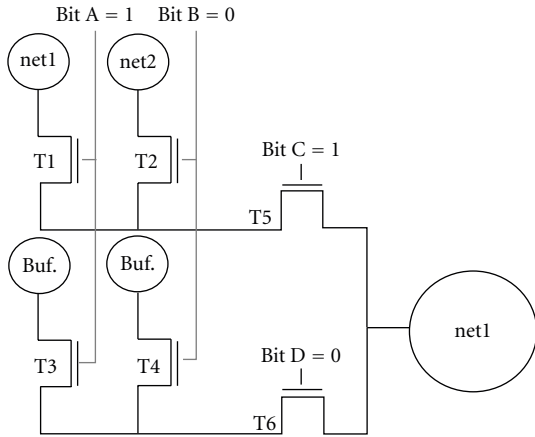 Bit A = 1 Bit B = 0
net1 net2
T1 T2
Bit C = 1
T5
Buf. Buf.
net1
T3 T4
Bit D = 0
T6